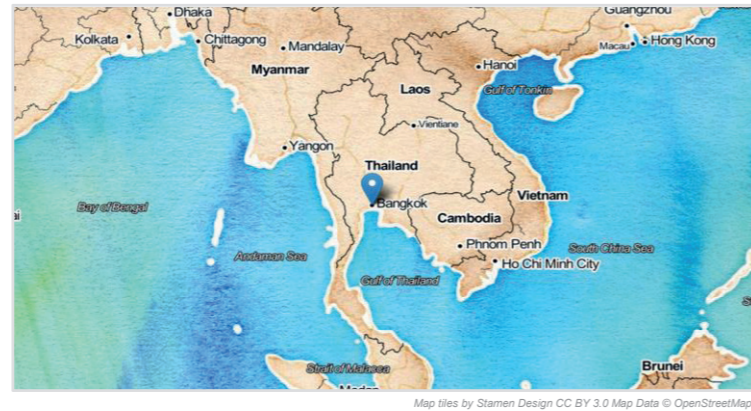 Dhaka
Guangzhou
Kolkata
Chittagong
Mandalay
Macau
Hong Kong
Myanmar
Hanoi
Laos
Gulf of Tonkin
Vientiane
Yangon
Thailand
Bangkok
Vietnam
Bay of Bengal
Cambodia
Phnom Penh
South China Sea
Andaman Sea
Ho Chi Minh City
Gulf of Thailand
Strait of Malacca
Brunei
Map tiles by Stamen Design CC BY 3.0 Map Data © OpenStreetMap